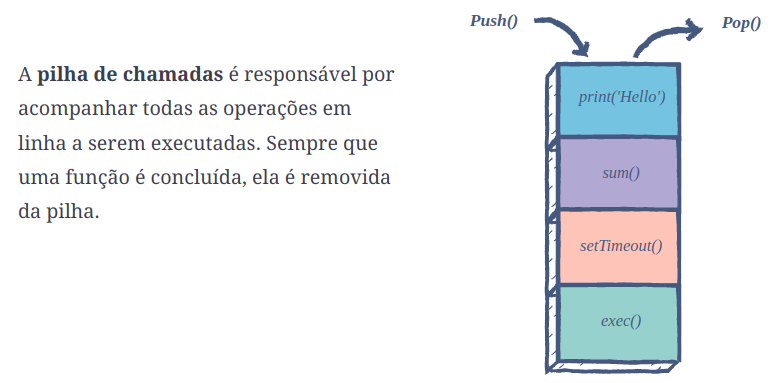 A pilha de chamadas é responsável por
acompanhar todas as operações em
linha a serem executadas. Sempre que
uma função é concluída, ela é removida
da pilha.
Push()
Pop()
print('Hello')
sum()
setTimeout()
exec()